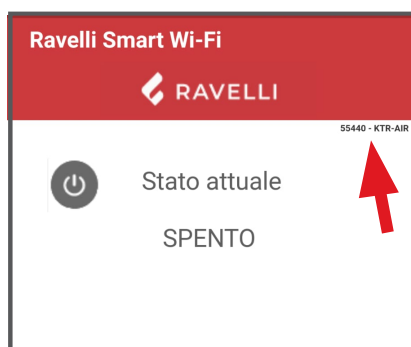 Ravelli Smart Wi-Fi
RAVELLI
55440 - KTR-AIR
Stato attuale
SPENTO